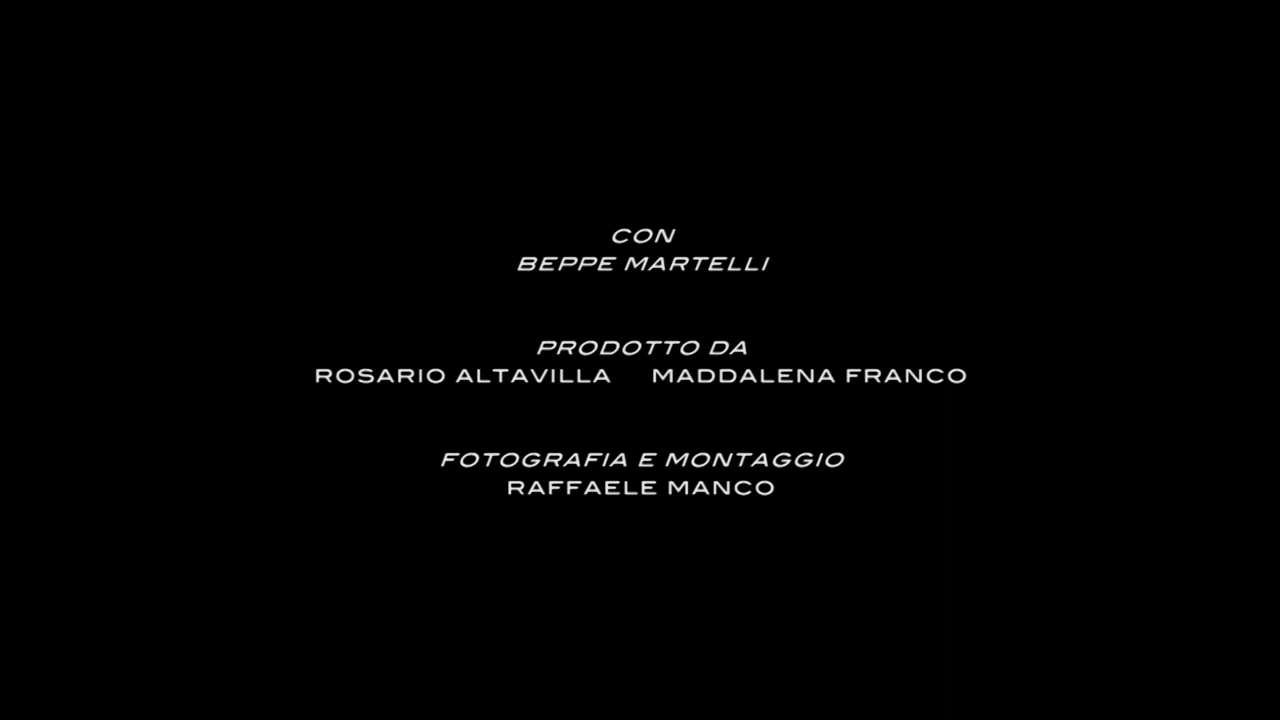 CON
BEPPE MARTELLI
PRODOTTO DA
ROSARIO ALTAVILLA MADDALENA FRANCO
FOTOGRAFIA E MONTAGGIO
RAFFAELE MANCO